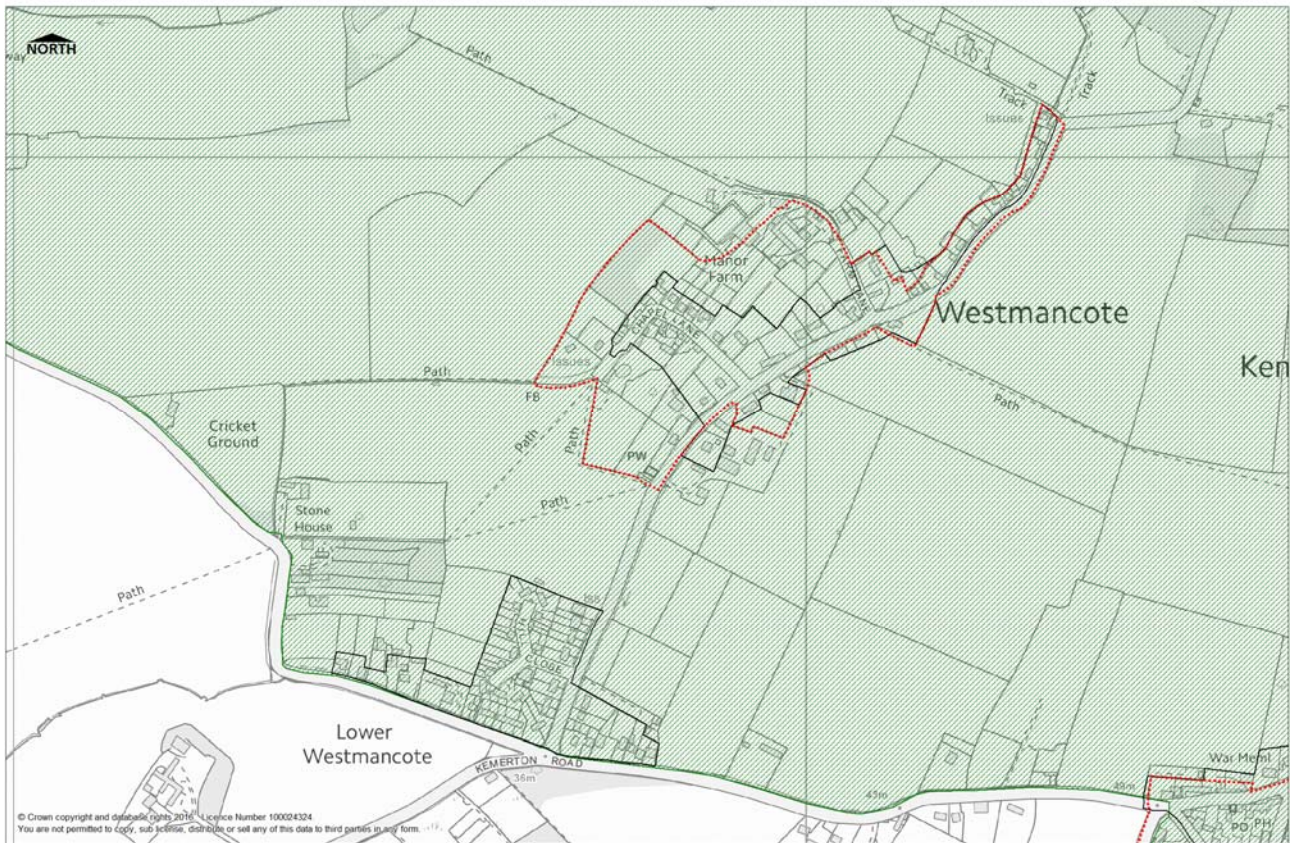 NORTH
way
Path
Track
Track
Issues
Manor
Farm
Westmancote
CHAPEL LANE
Issues
Path
FB
Ken
Path
Cricket
Ground
Path
Path
PW
Path
Stone
House
Path
ISS
CLOSE
Lower
Westmancote
KEMERTON ROAD
36m
43m
49m
War Meml
PO
PH
© Crown copyright and database rights 2016 Licence Number 100024324
You are not permitted to copy, sub license, distribute or sell any of this data to third parties in any form.